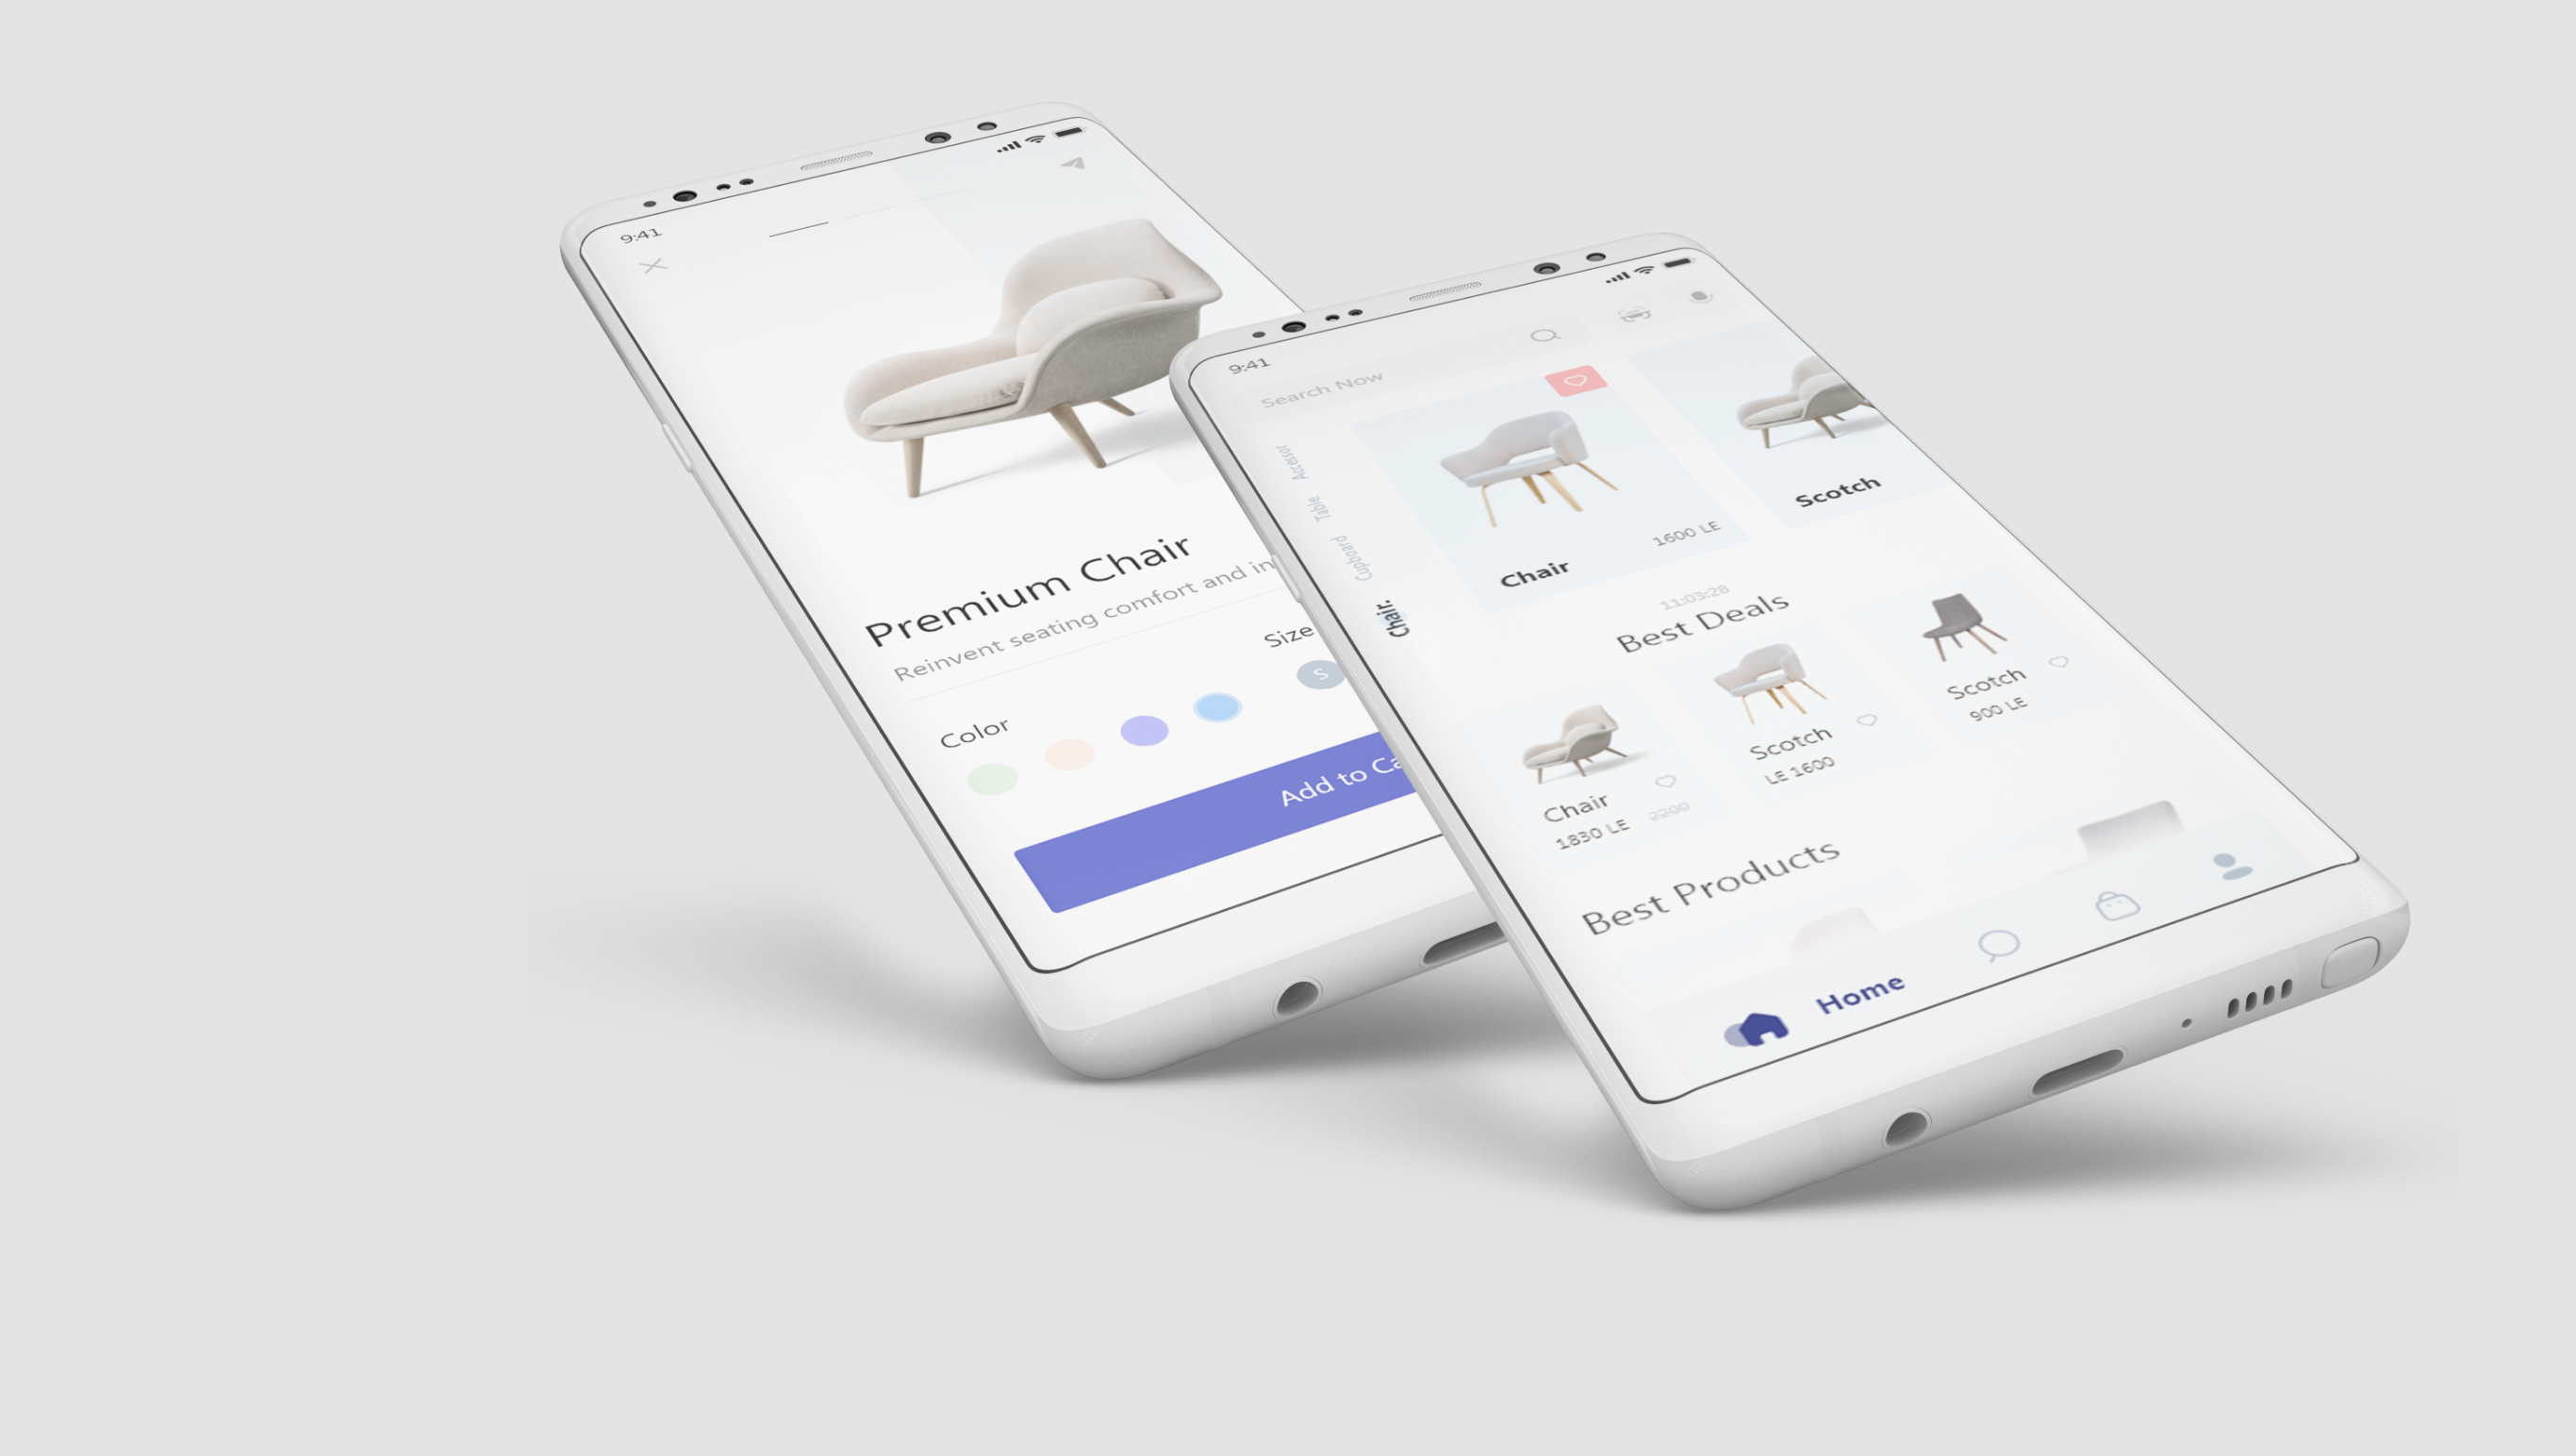 9:41
Premium Chair
Reinvent seating comfort and in
Color
Size
S
Add to Ca
9:41
Search Now
Accessor
Table
Cupboard
Chair.
Chair
1600 LE
Scotch
11:03:28
Best Deals
Chair
1830 LE
2200
Scotch
LE 1600
Scotch
900 LE
Best Products
Home